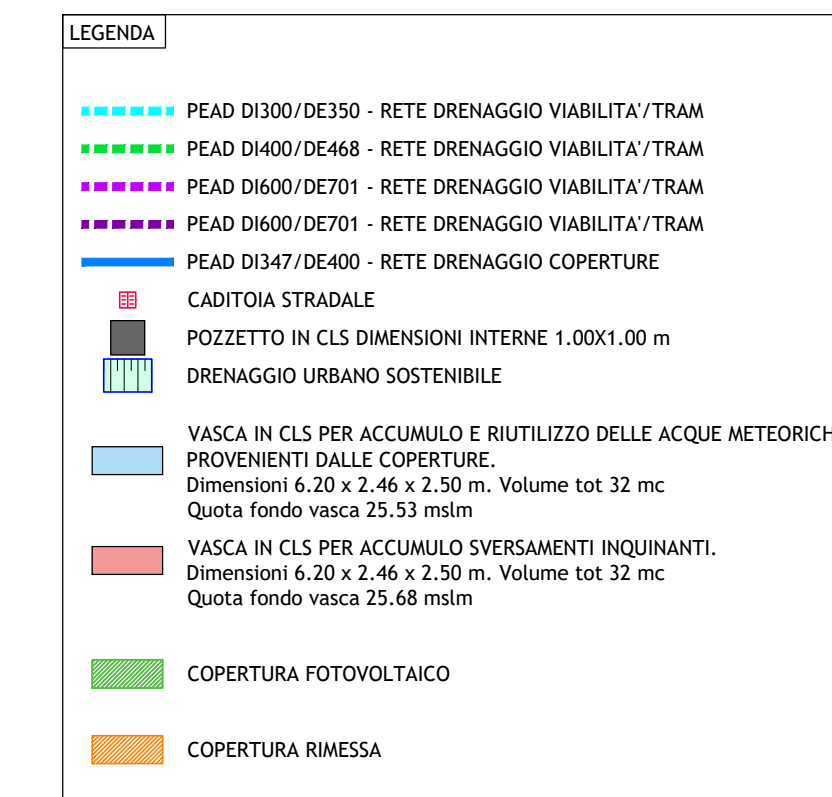 LEGENDA
PEAD DI300/DE350 - RETE DRENAGGIO VIABILITA'/TRAM
PEAD DI400/DE468 - RETE DRENAGGIO VIABILITA'/TRAM
PEAD DI600/DE701 - RETE DRENAGGIO VIABILITA'/TRAM
PEAD DI600/DE701 - RETE DRENAGGIO VIABILITA'/TRAM
PEAD DI347/DE400 - RETE DRENAGGIO COPERTURE
CADITOIA STRADALE
POZZETTO IN CLS DIMENSIONI INTERNE 1.00X1.00 m
DRENAGGIO URBANO SOSTENIBILE
VASCA IN CLS PER ACCUMULO E RIUTILIZZO DELLE ACQUE METEORICH
PROVENIENTI DALLE COPERTURE.
Dimensioni 6.20 x 2.46 x 2.50 m. Volume tot 32 mc
Quota fondo vasca 25.53 mslm
VASCA IN CLS PER ACCUMULO SVERSAMENTI INQUINANTI.
Dimensioni 6.20 x 2.46 x 2.50 m. Volume tot 32 mc
Quota fondo vasca 25.68 mslm
COPERTURA FOTOVOLTAICO
COPERTURA RIMESSA